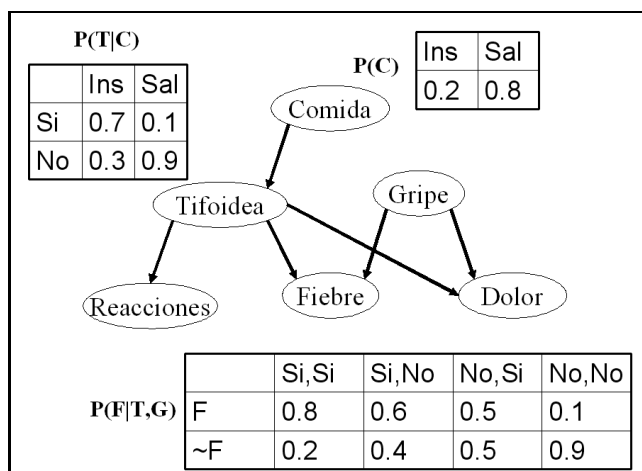 P(T|C)
Ins Sal
Si 0.7 0.1
No 0.3 0.9
P(C)
Ins Sal
0.2 0.8
Comida
Tifoidea
Gripe
Reacciones
Fiebre
Dolor
P(F|T,G)
Si,Si Si,No No,Si No,No
F 0.8 0.6 0.5 0.1
~F 0.2 0.4 0.5 0.9